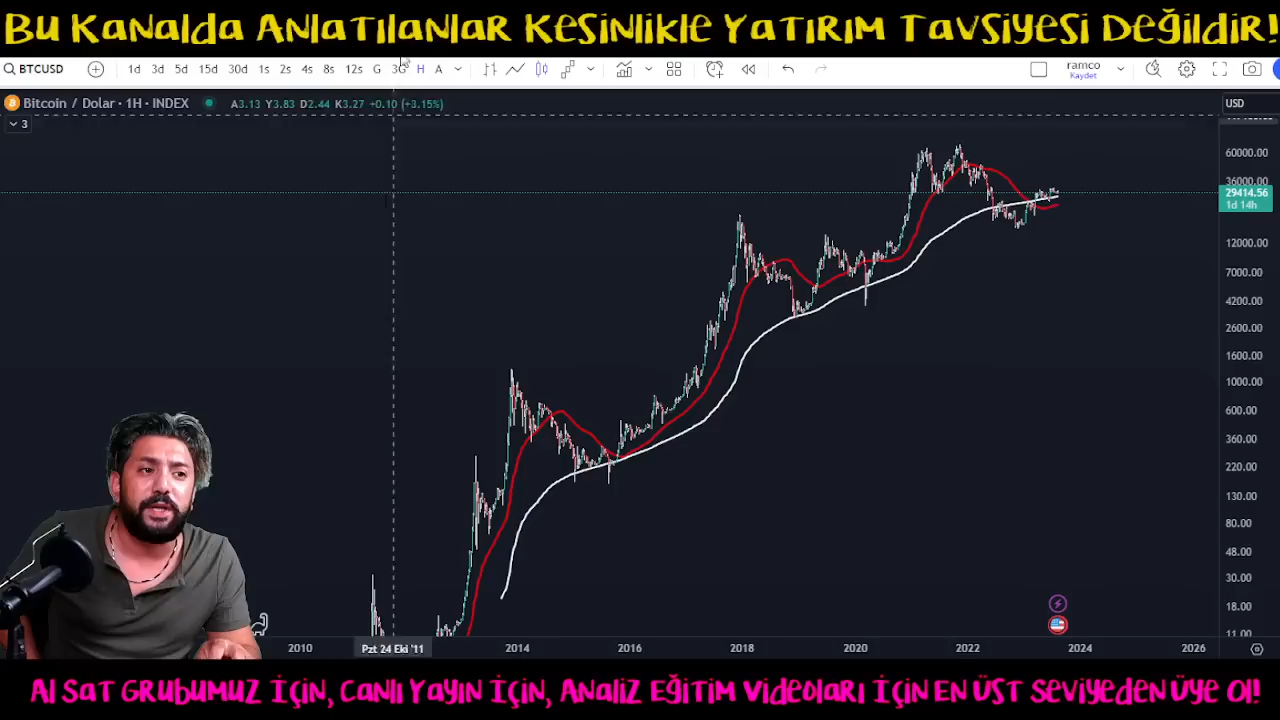 Bu Kanalda Anlatılanlar Kesinlikle Yatırım Tavsiyesi Değildir!
BTCUSD 1d 3d 5d 15d 30d 1s 2s 4s 8s 12s G 3G H A ramco
Kaydet
Bitcoin / Dolar · 1H · INDEX A3.13 Y3.83 D2.44 K3.27 +0.10 (+3.15%) USD
3
60000.00
36000.00
29414.56
1d 14h
12000.00
7000.00
4200.00
2600.00
1600.00
1000.00
600.00
360.00
220.00
130.00
80.00
48.00
30.00
18.00
11.00
2010 Pzt 24 Eki '11 2014 2016 2018 2020 2022 2024 2026
Al Sat Grubumuz İçin, Canlı Yayın İçin, Analiz Eğitim Videoları İçin En Üst Seviyeden Üye Ol!